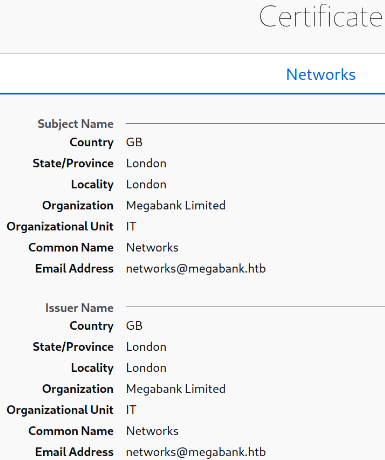 Certificate
Networks
Subject Name
Country GB
State/Province London
Locality London
Organization Megabank Limited
Organizational Unit IT
Common Name Networks
Email Address networks@megabank.htb
Issuer Name
Country GB
State/Province London
Locality London
Organization Megabank Limited
Organizational Unit IT
Common Name Networks
Email Address networks@megabank.htb